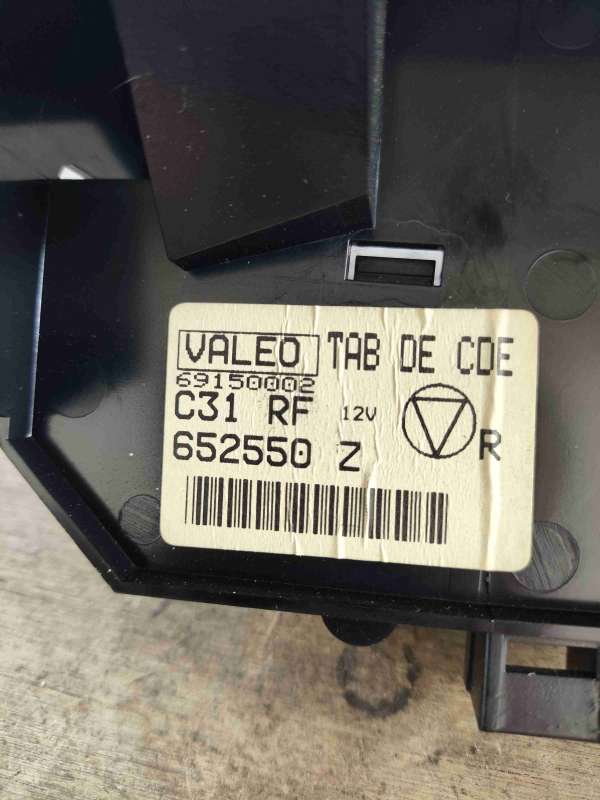 VALEO TAB DE CDE
69150002
C31 RF 12V
652550 Z R